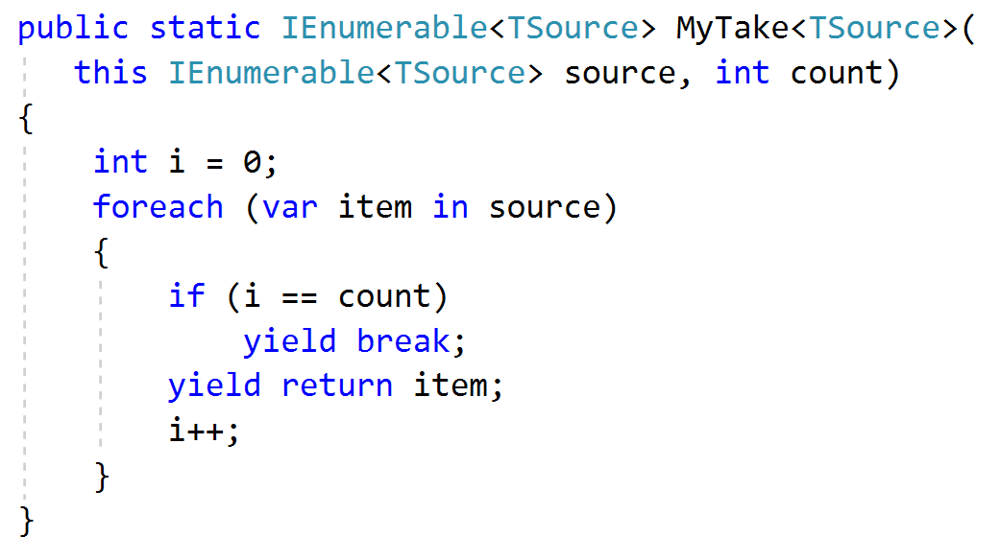 public static IEnumerable<TSource> MyTake<TSource>(
this IEnumerable<TSource> source, int count)
{
int i = 0;
foreach (var item in source)
{
if (i == count)
yield break;
yield return item;
i++;
}
}